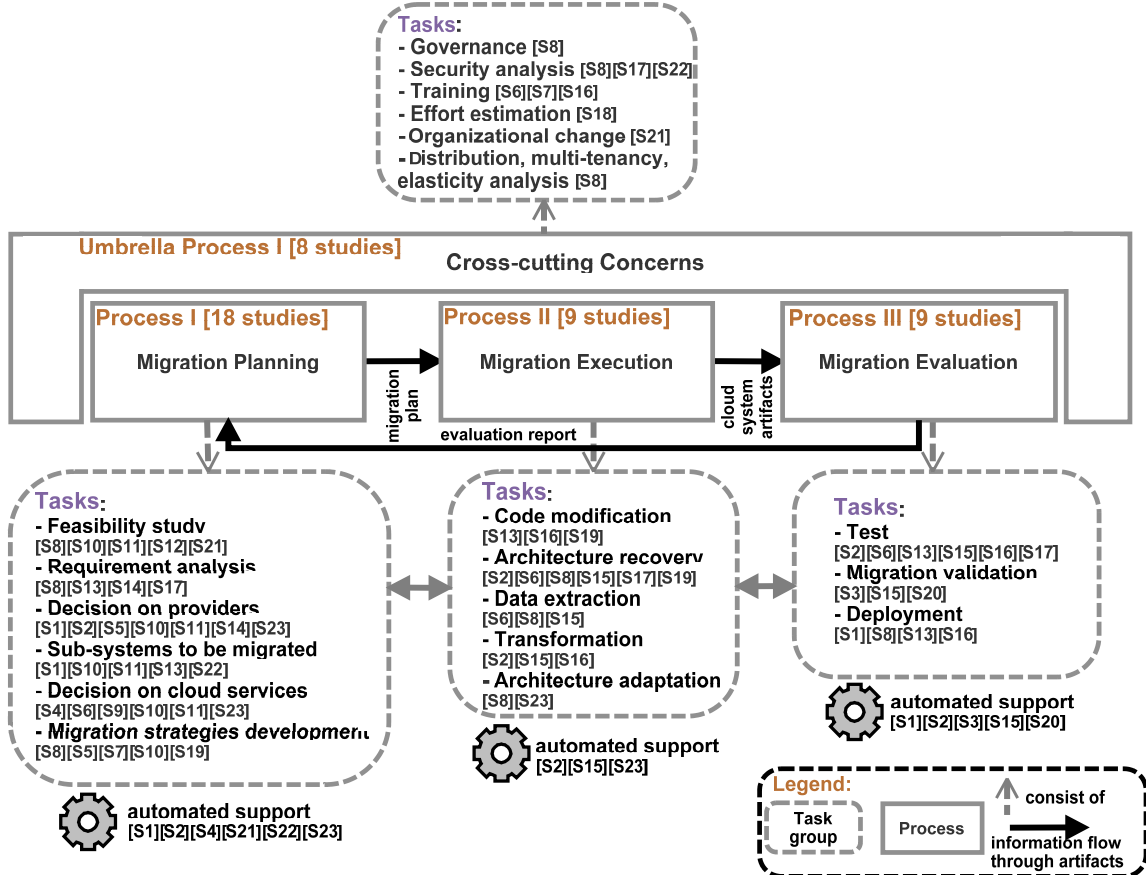 Tasks:
- Governance [S8]
- Security analysis [S8][S17][S22]
- Training [S6][S7][S16]
- Effort estimation [S18]
- Organizational change [S21]
- Distribution, multi-tenancy,
elasticity analysis [S8]
Umbrella Process I [8 studies]
Cross-cutting Concerns
Process I [18 studies]
Migration Planning
migration
plan
Process II [9 studies]
Migration Execution
cloud
system
artifacts
Process III [9 studies]
Migration Evaluation
evaluation report
Tasks:
- Feasibility study
[S8][S10][S11][S12][S21]
- Requirement analysis
[S8][S13][S14][S17]
- Decision on providers
[S1][S2][S5][S10][S11][S14][S23]
- Sub-systems to be migrated
[S1][S10][S11][S13][S22]
- Decision on cloud services
[S4][S6][S9][S10][S11][S23]
- Migration strategies development
[S8][S5][S7][S10][S19]
automated support
[S1][S2][S4][S21][S22][S23]
Tasks:
- Code modification
[S13][S16][S19]
- Architecture recovery
[S2][S6][S8][S15][S17][S19]
- Data extraction
[S6][S8][S15]
- Transformation
[S2][S15][S16]
- Architecture adaptation
[S8][S23]
automated support
[S2][S15][S23]
Tasks:
- Test
[S2][S6][S13][S15][S16][S17]
- Migration validation
[S3][S15][S20]
- Deployment
[S1][S8][S13][S16]
automated support
[S1][S2][S3][S15][S20]
Legend:
Task
group
Process
consist of
information flow
through artifacts